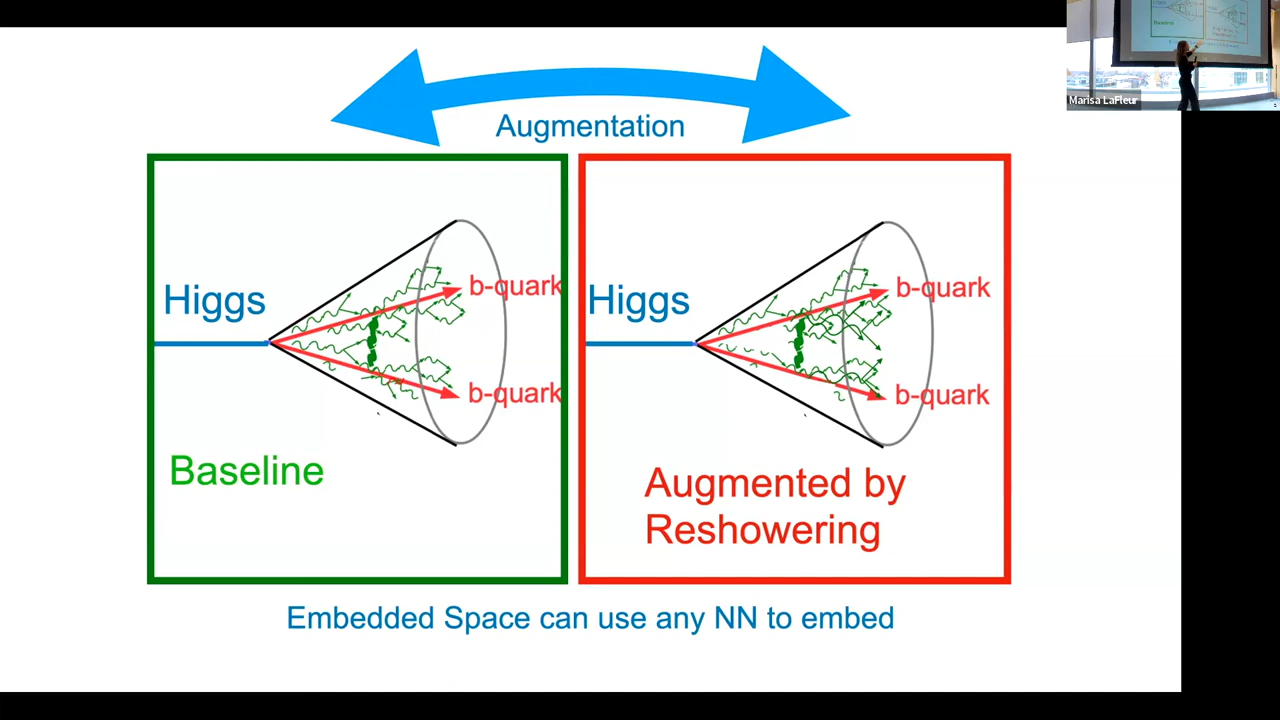 Marisa LaFleur
Augmentation
Higgs
b-quark
b-quark
Baseline
Higgs
b-quark
b-quark
Augmented by
Reshowering
Embedded Space can use any NN to embed